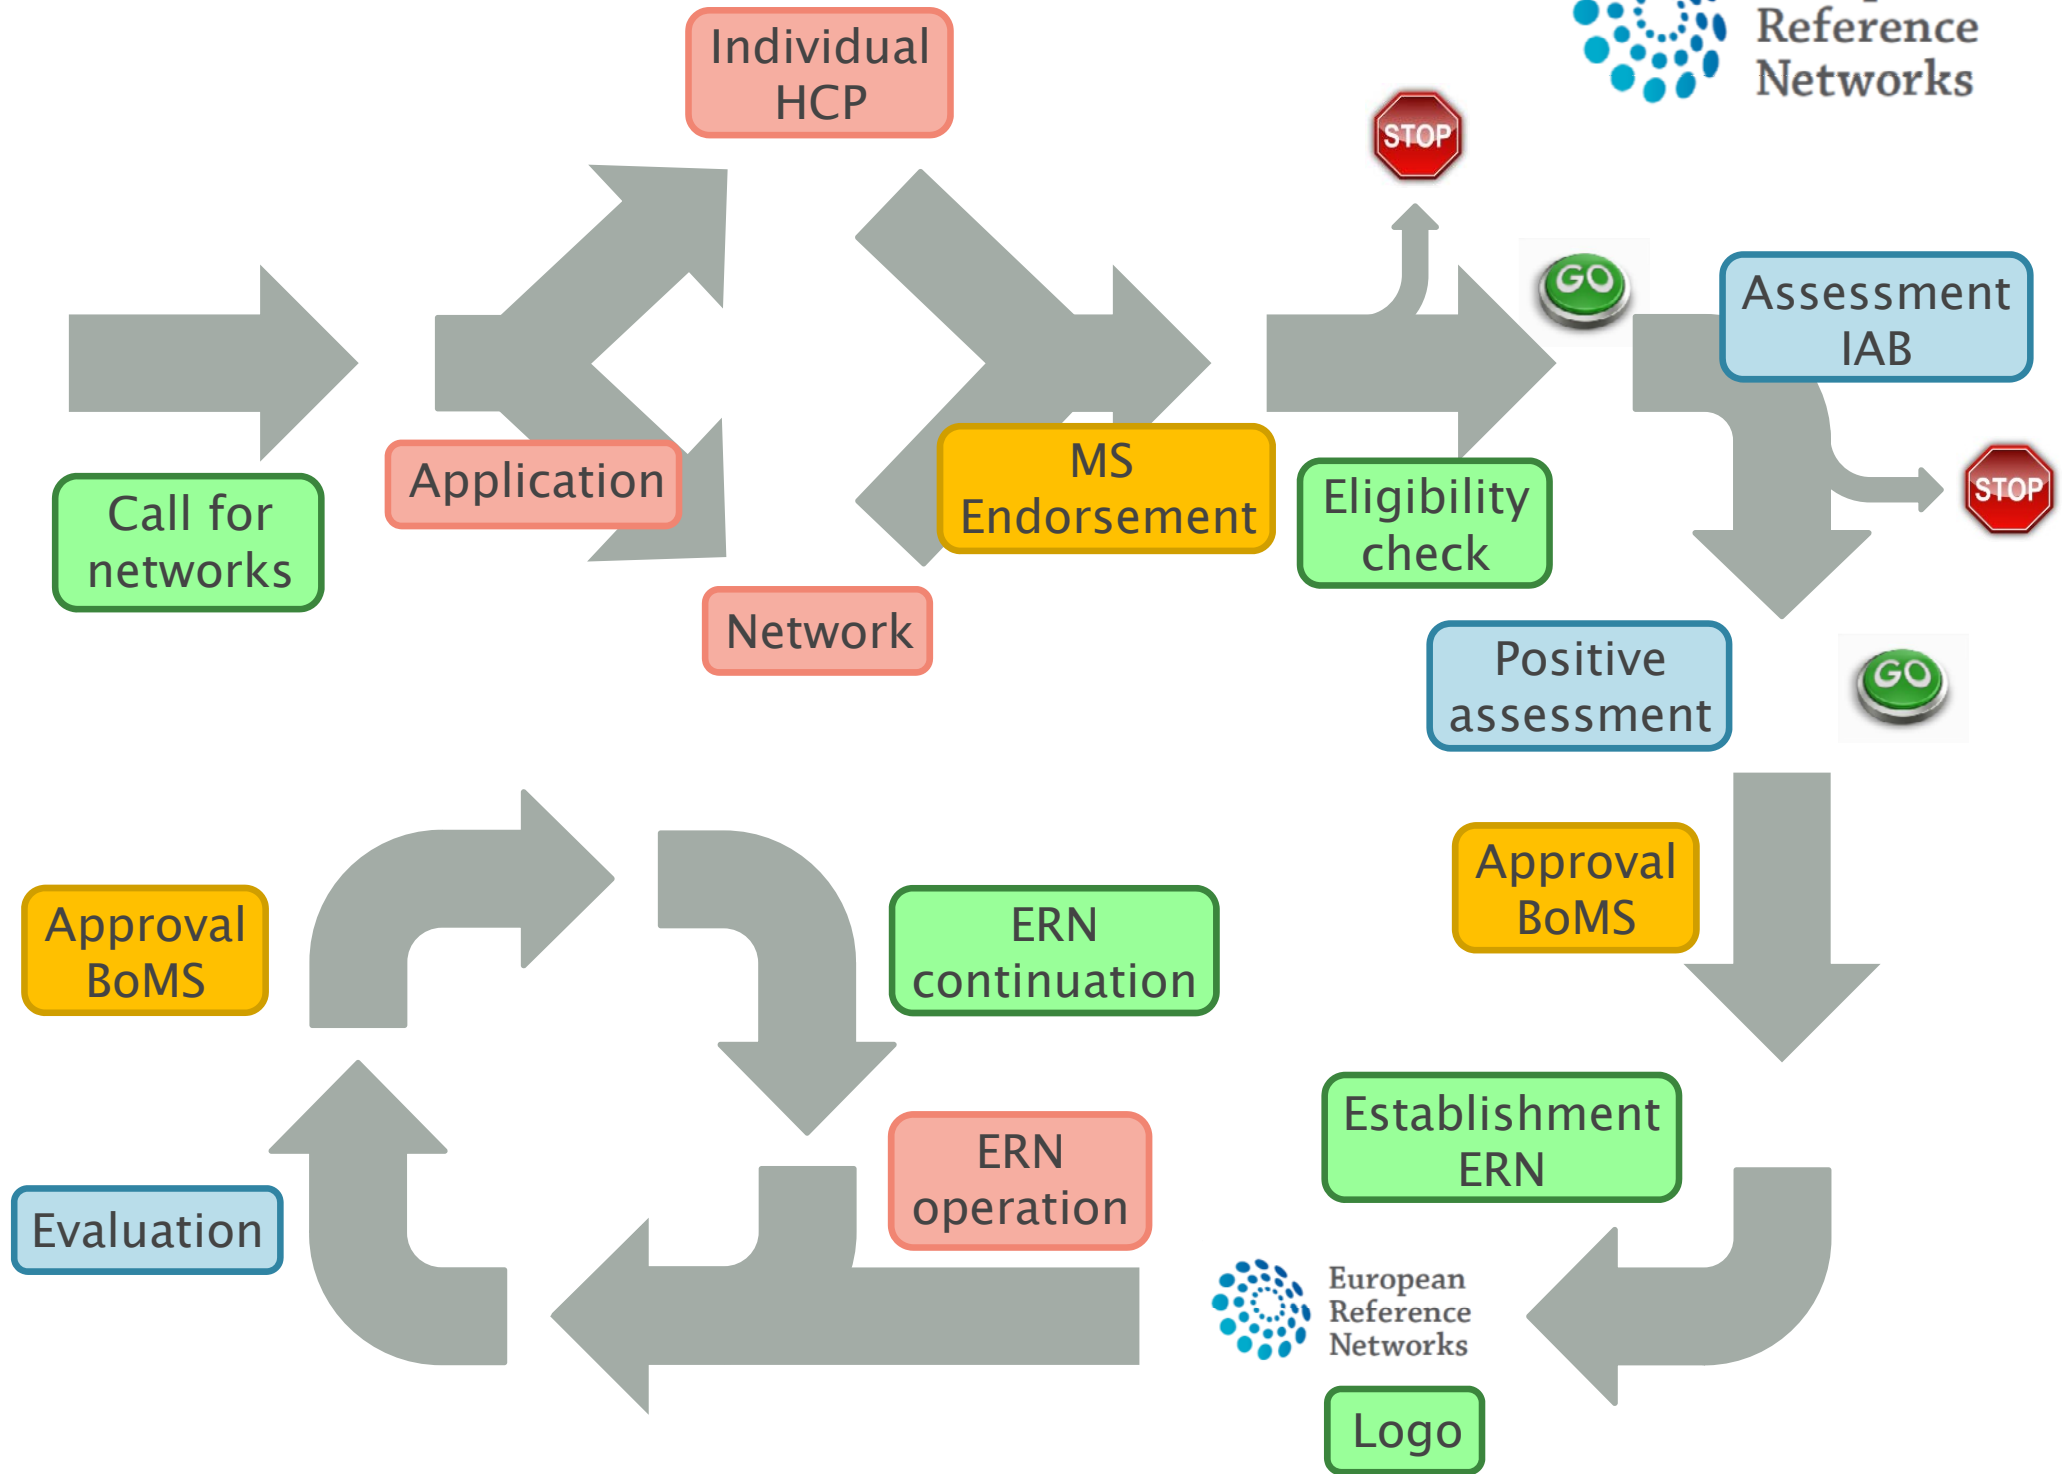 Reference
Networks
Individual
HCP
STOP
GO
Assessment
IAB
Call for
networks
Application
MS
Endorsement
Eligibility
check
STOP
Network
Positive
assessment
GO
Approval
BoMS
Approval
BoMS
ERN
continuation
Establishment
ERN
ERN
operation
Evaluation
European
Reference
Networks
Logo